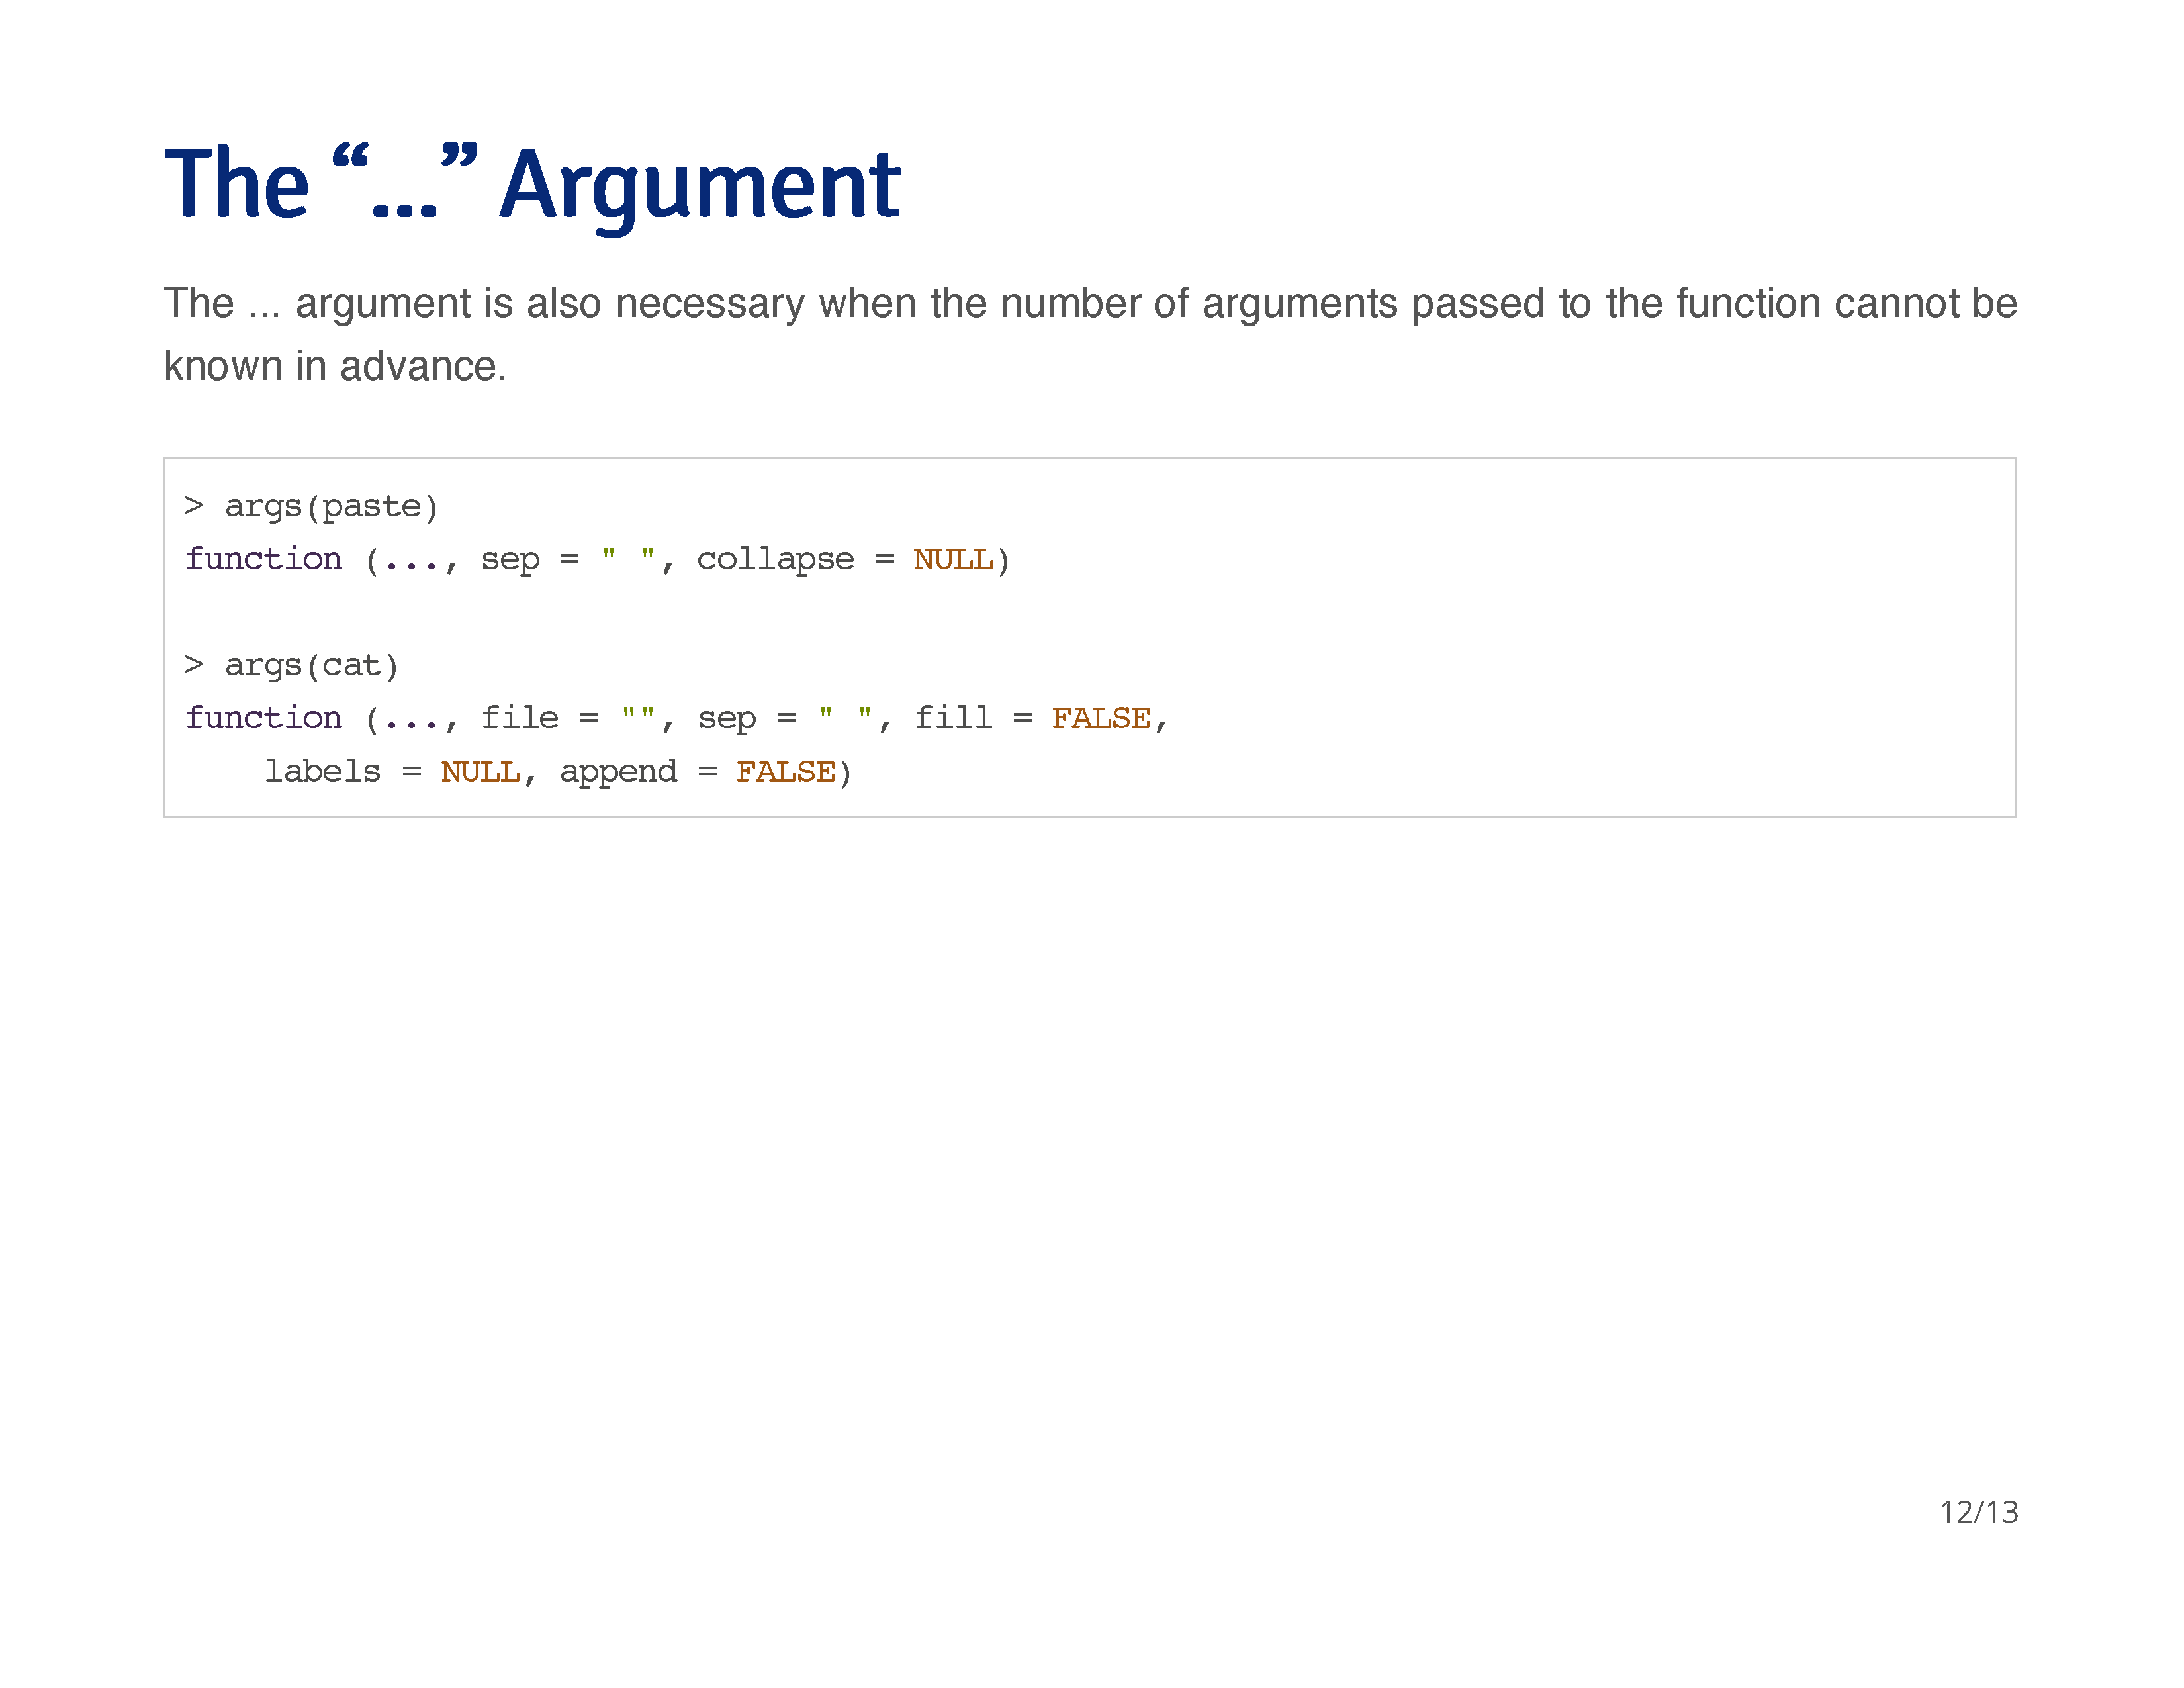 The “...” Argument
The ... argument is also necessary when the number of arguments passed to the function cannot be
known in advance.
> args(paste)
function (..., sep = " ", collapse = NULL)
> args(cat)
function (..., file = "", sep = " ", fill = FALSE,
    labels = NULL, append = FALSE)
12/13